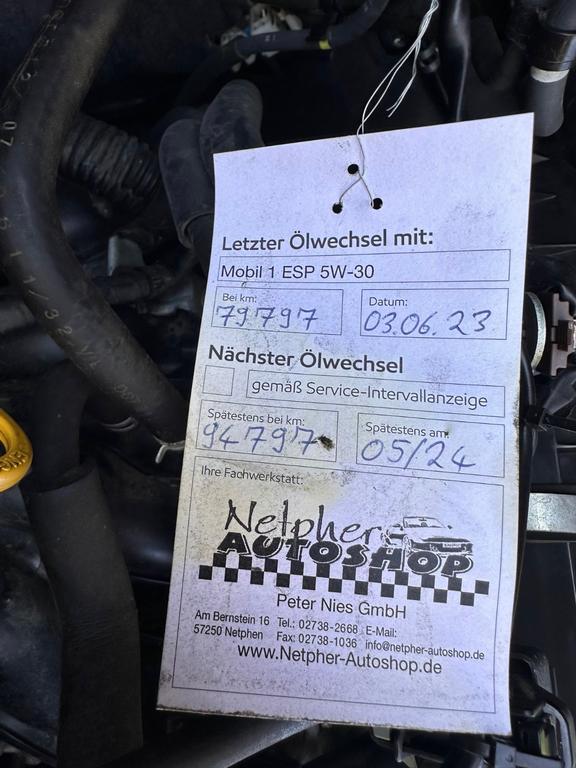 Letzter Ölwechsel mit:
Mobil 1 ESP 5W-30
Bei km: Datum:
79797 03.06.23
Nächster Ölwechsel
gemäß Service-Intervallanzeige
Spätestens bei km: Spätestens am:
94797 05/24
Ihre Fachwerkstatt:
Netpher
AUTOSHOP
Peter Nies GmbH
Am Bernstein 16 Tel.: 02738-2668 E-Mail:
57250 Netphen Fax: 02738-1036 info@netpher-autoshop.de
www.Netpher-Autoshop.de